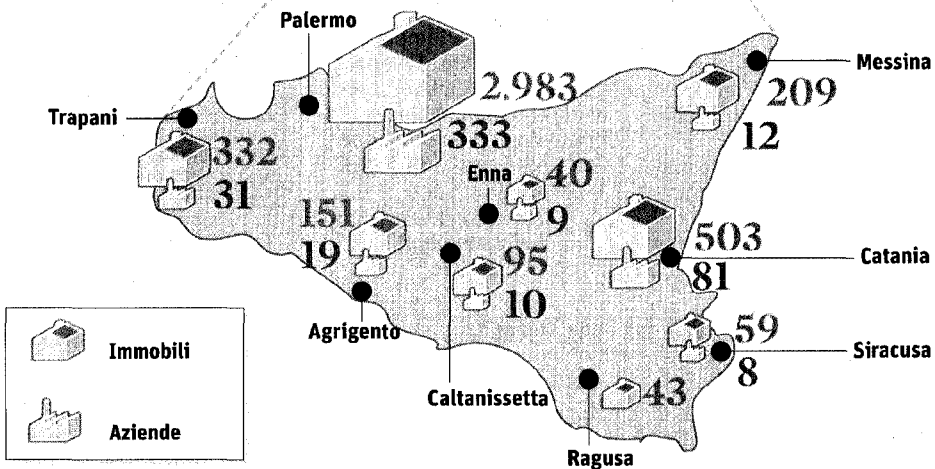 Palermo
2.983
333
Messina
209
12
Trapani
332
31
Enna
40
9
151
19
Agrigento
95
10
Caltanissetta
503
81
Catania
59
8
Siracusa
43
Ragusa
Immobili
Aziende